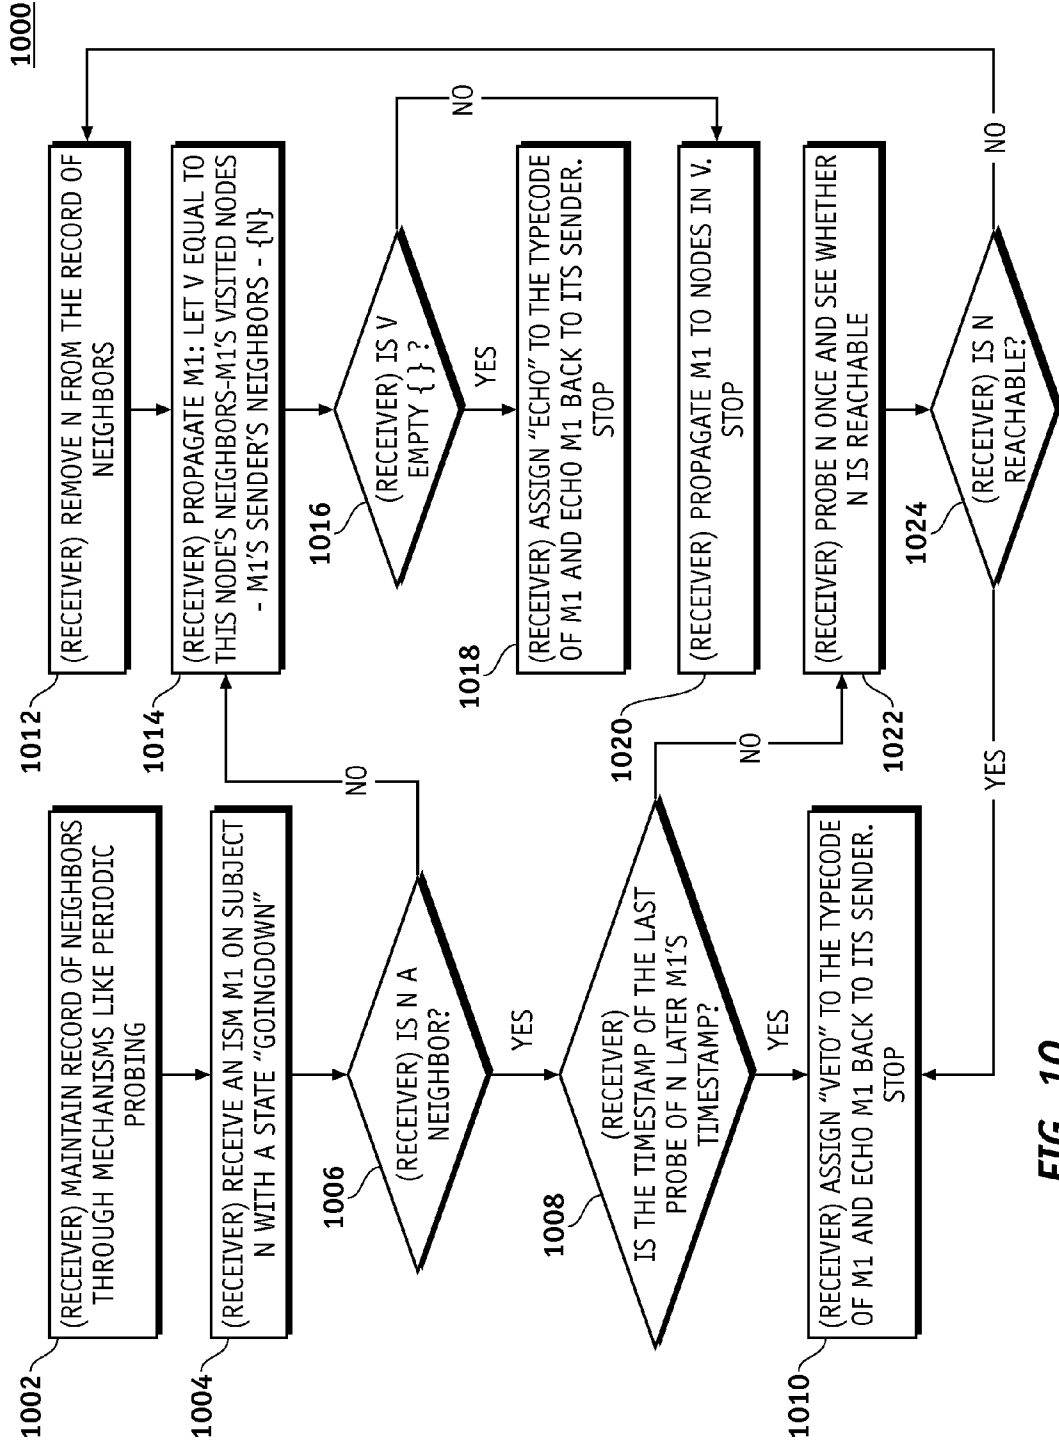 1000
1002
(RECEIVER) MAINTAIN RECORD OF NEIGHBORS
THROUGH MECHANISMS LIKE PERIODIC
PROBING
1004
(RECEIVER) RECEIVE AN ISM M1 ON SUBJECT
N WITH A STATE "GOINGDOWN"
1006
(RECEIVER) IS N A
NEIGHBOR?
NO
YES
1008
(RECEIVER)
IS THE TIMESTAMP OF THE LAST
PROBE OF N LATER M1'S
TIMESTAMP?
NO
YES
1010
(RECEIVER) ASSIGN "VETO" TO THE TYPECODE
OF M1 AND ECHO M1 BACK TO ITS SENDER.
STOP
1012
(RECEIVER) REMOVE N FROM THE RECORD OF
NEIGHBORS
1014
(RECEIVER) PROPAGATE M1: LET V EQUAL TO
THIS NODE'S NEIGHBORS-M1'S VISITED NODES
- M1'S SENDER'S NEIGHBORS - {N}
1016
(RECEIVER) IS V
EMPTY { } ?
NO
YES
1018
(RECEIVER) ASSIGN "ECHO" TO THE TYPECODE
OF M1 AND ECHO M1 BACK TO ITS SENDER.
STOP
1020
(RECEIVER) PROPAGATE M1 TO NODES IN V.
STOP
1022
(RECEIVER) PROBE N ONCE AND SEE WHETHER
N IS REACHABLE
1024
(RECEIVER) IS N
REACHABLE?
NO
YES
FIG. 10